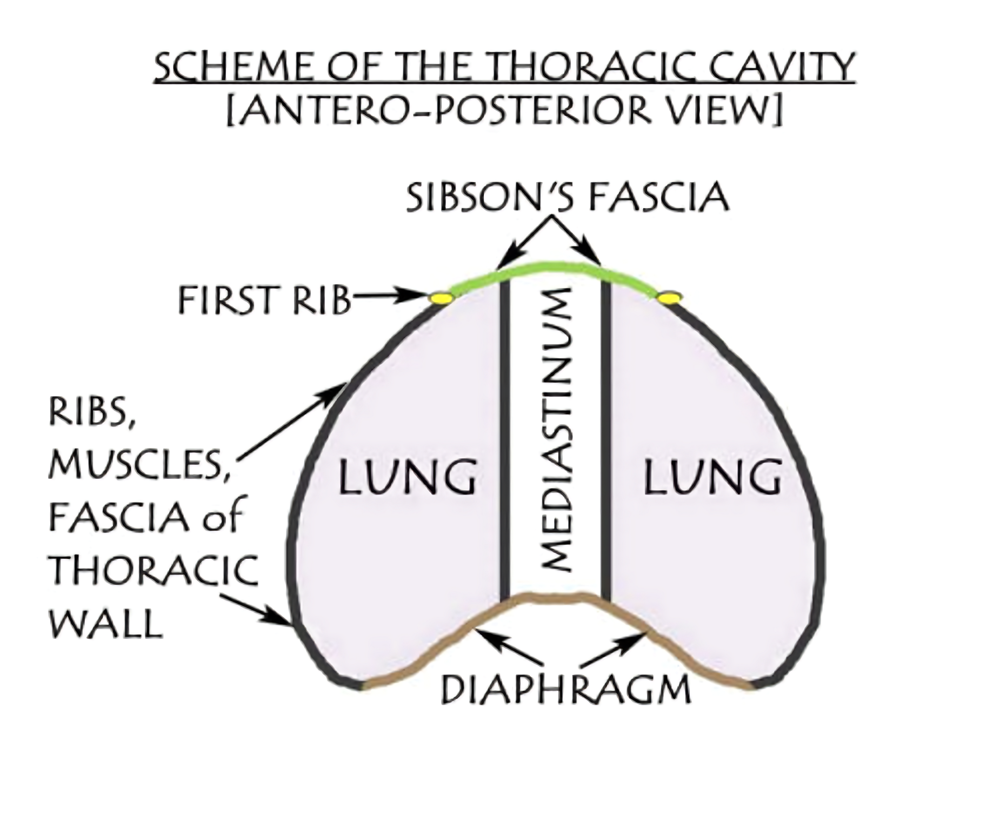 SCHEME OF THE THORACIC CAVITY
[ANTERO-POSTERIOR VIEW]
SIBSON'S FASCIA
FIRST RIB
MEDIASTINUM
RIBS,
MUSCLES,
FASCIA of
THORACIC
WALL
LUNG
LUNG
DIAPHRAGM